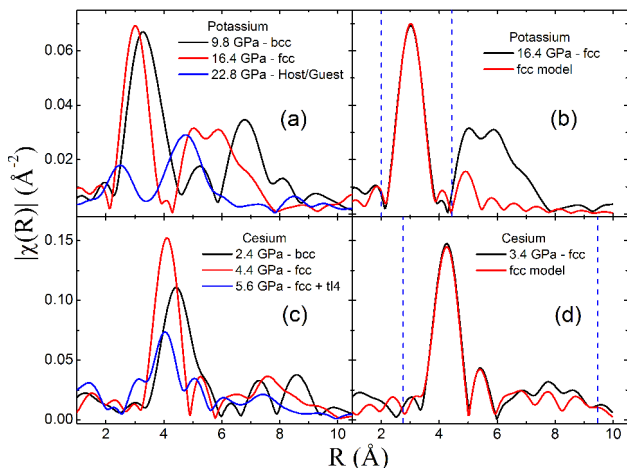 Potassium
9.8 GPa - bcc
16.4 GPa - fcc
22.8 GPa - Host/Guest
(a)
0.06
0.03
0.00
Potassium
16.4 GPa - fcc
fcc model
(b)
|χ(R)| (Å⁻²)
Cesium
2.4 GPa - bcc
4.4 GPa - fcc
5.6 GPa - fcc + tI4
(c)
0.15
0.10
0.05
0.00
2 4 6 8 10
Cesium
3.4 GPa - fcc
fcc model
(d)
2 4 6 8 10
R (Å)